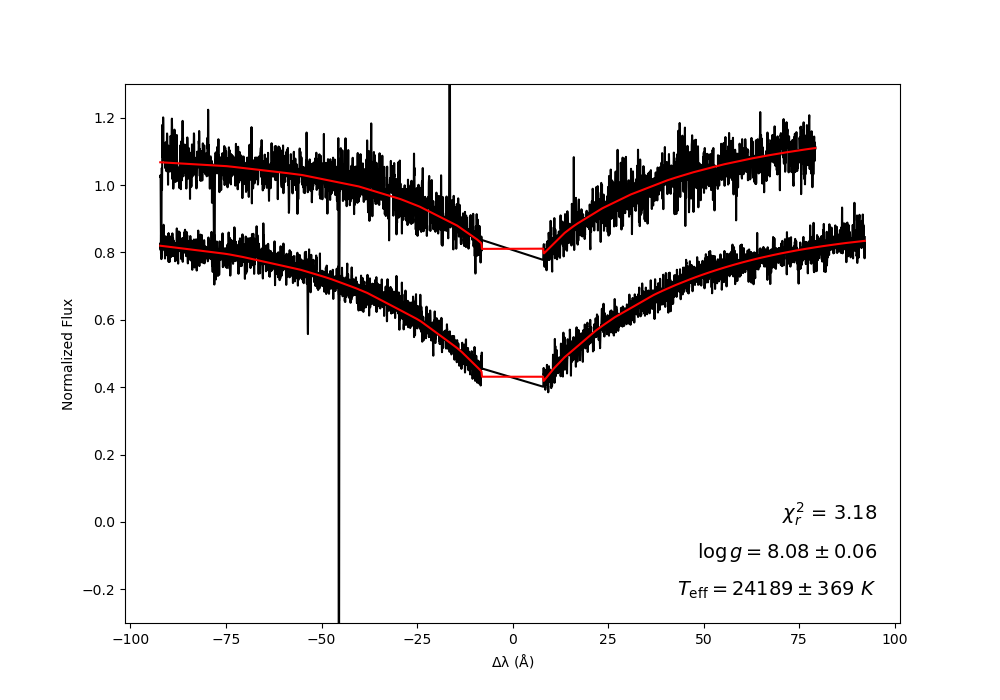 1.2
1.0
0.8
0.6
0.4
0.2
0.0
−0.2
Normalized Flux
χ²ᵣ = 3.18
log g = 8.08 ± 0.06
T_eff = 24189 ± 369 K
−100 −75 −50 −25 0 25 50 75 100
Δλ (Å)